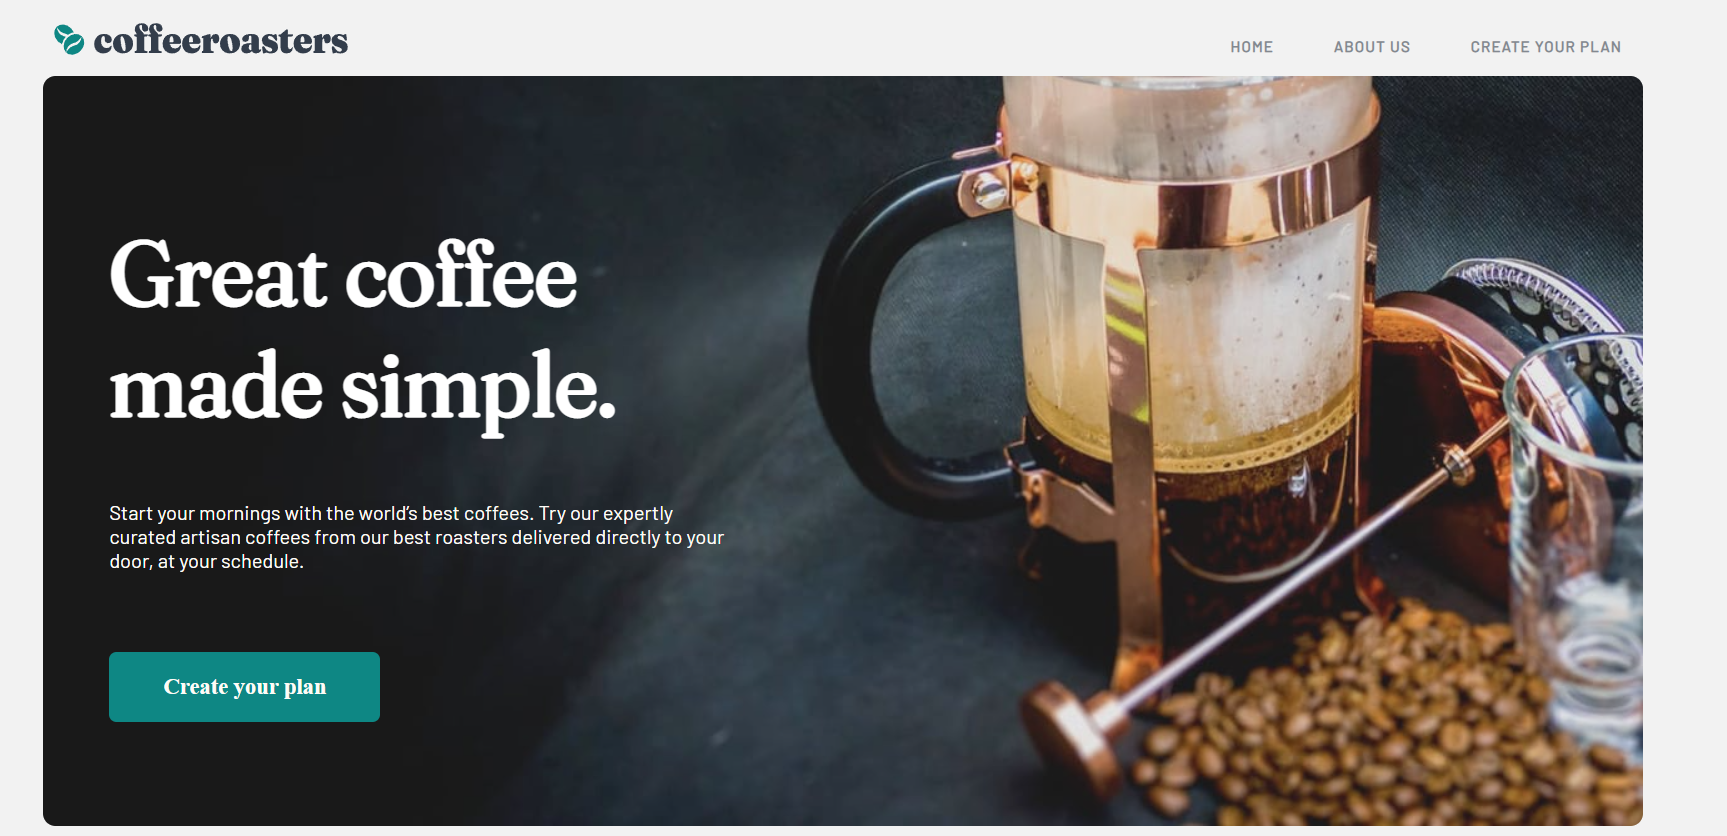 coffeeroasters
HOME ABOUT US CREATE YOUR PLAN
Great coffee
made simple.
Start your mornings with the world’s best coffees. Try our expertly
curated artisan coffees from our best roasters delivered directly to your
door, at your schedule.
Create your plan